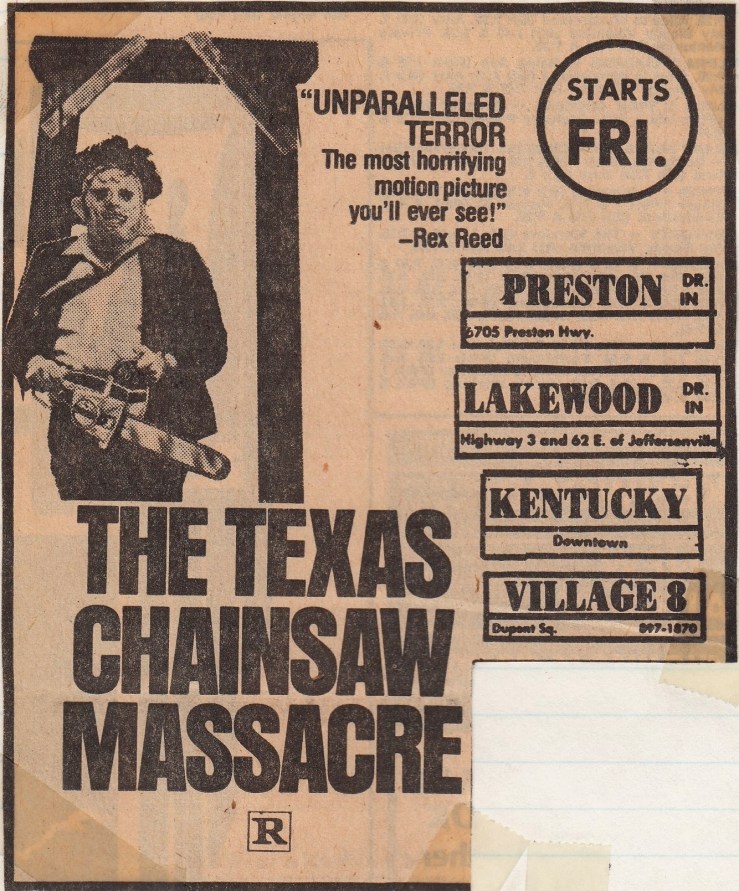 “UNPARALLELED
TERROR
The most horrifying
motion picture
you'll ever see!”
–Rex Reed
STARTS
FRI.
PRESTON DR. IN
6705 Preston Hwy.
LAKEWOOD DR. IN
Highway 3 and 62 E. of Jeffersonville
KENTUCKY
Downtown
VILLAGE 8
Dupont Sq. 897-1870
THE TEXAS
CHAINSAW
MASSACRE
R